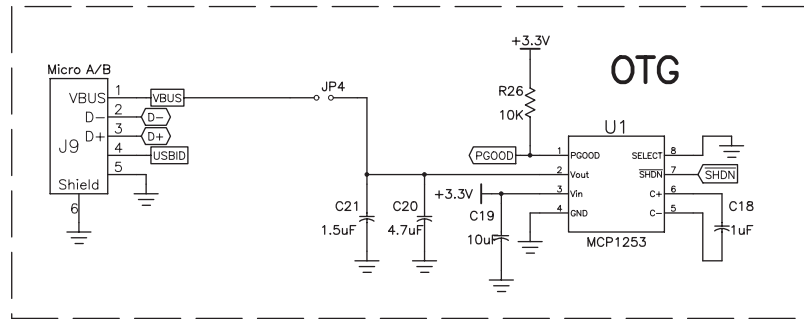 +3.3V
OTG
Micro A/B
JP4
R26
10K
U1
VBUS 1 VBUS
D- 2 D-
D+ 3 D+
J9
4 USBID
5
Shield
6
PGOOD 1 PGOOD SELECT 8
2 Vout SHDN 7 SHDN
+3.3V 3 Vin C+ 6
4 GND C- 5
C21
1.5uF
C20
4.7uF
C19
10uF
C18
1uF
MCP1253